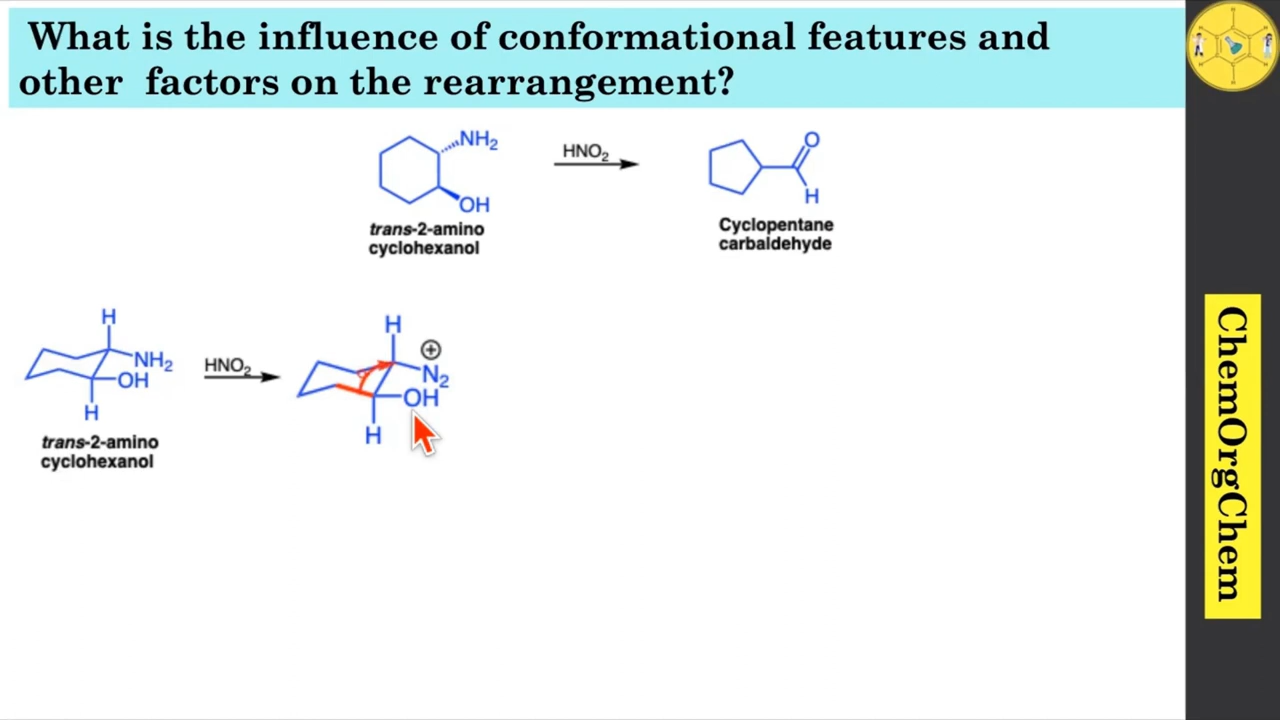 What is the influence of conformational features and
other factors on the rearrangement?
NH2
OH
trans-2-amino
cyclohexanol
HNO2
O
H
Cyclopentane
carbaldehyde
H
NH2
OH
H
trans-2-amino
cyclohexanol
HNO2
H
⊕
N2
OH
H
ChemOrgChem